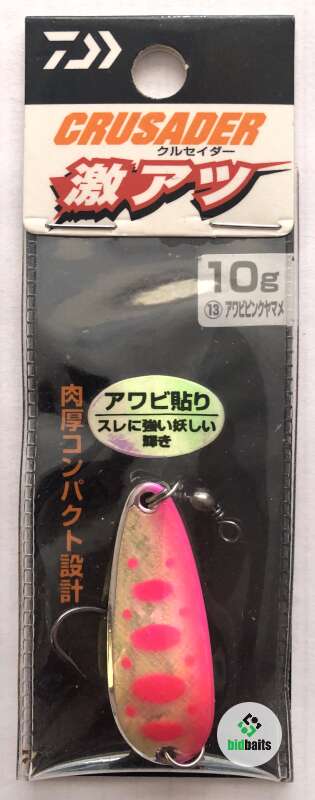 CRUSADER
クルセイダー
激アツ
10g
⑬ アワビピンクヤマメ
アワビ貼り
スレに強い妖しい
輝き
肉厚コンパクト設計
bidbaits